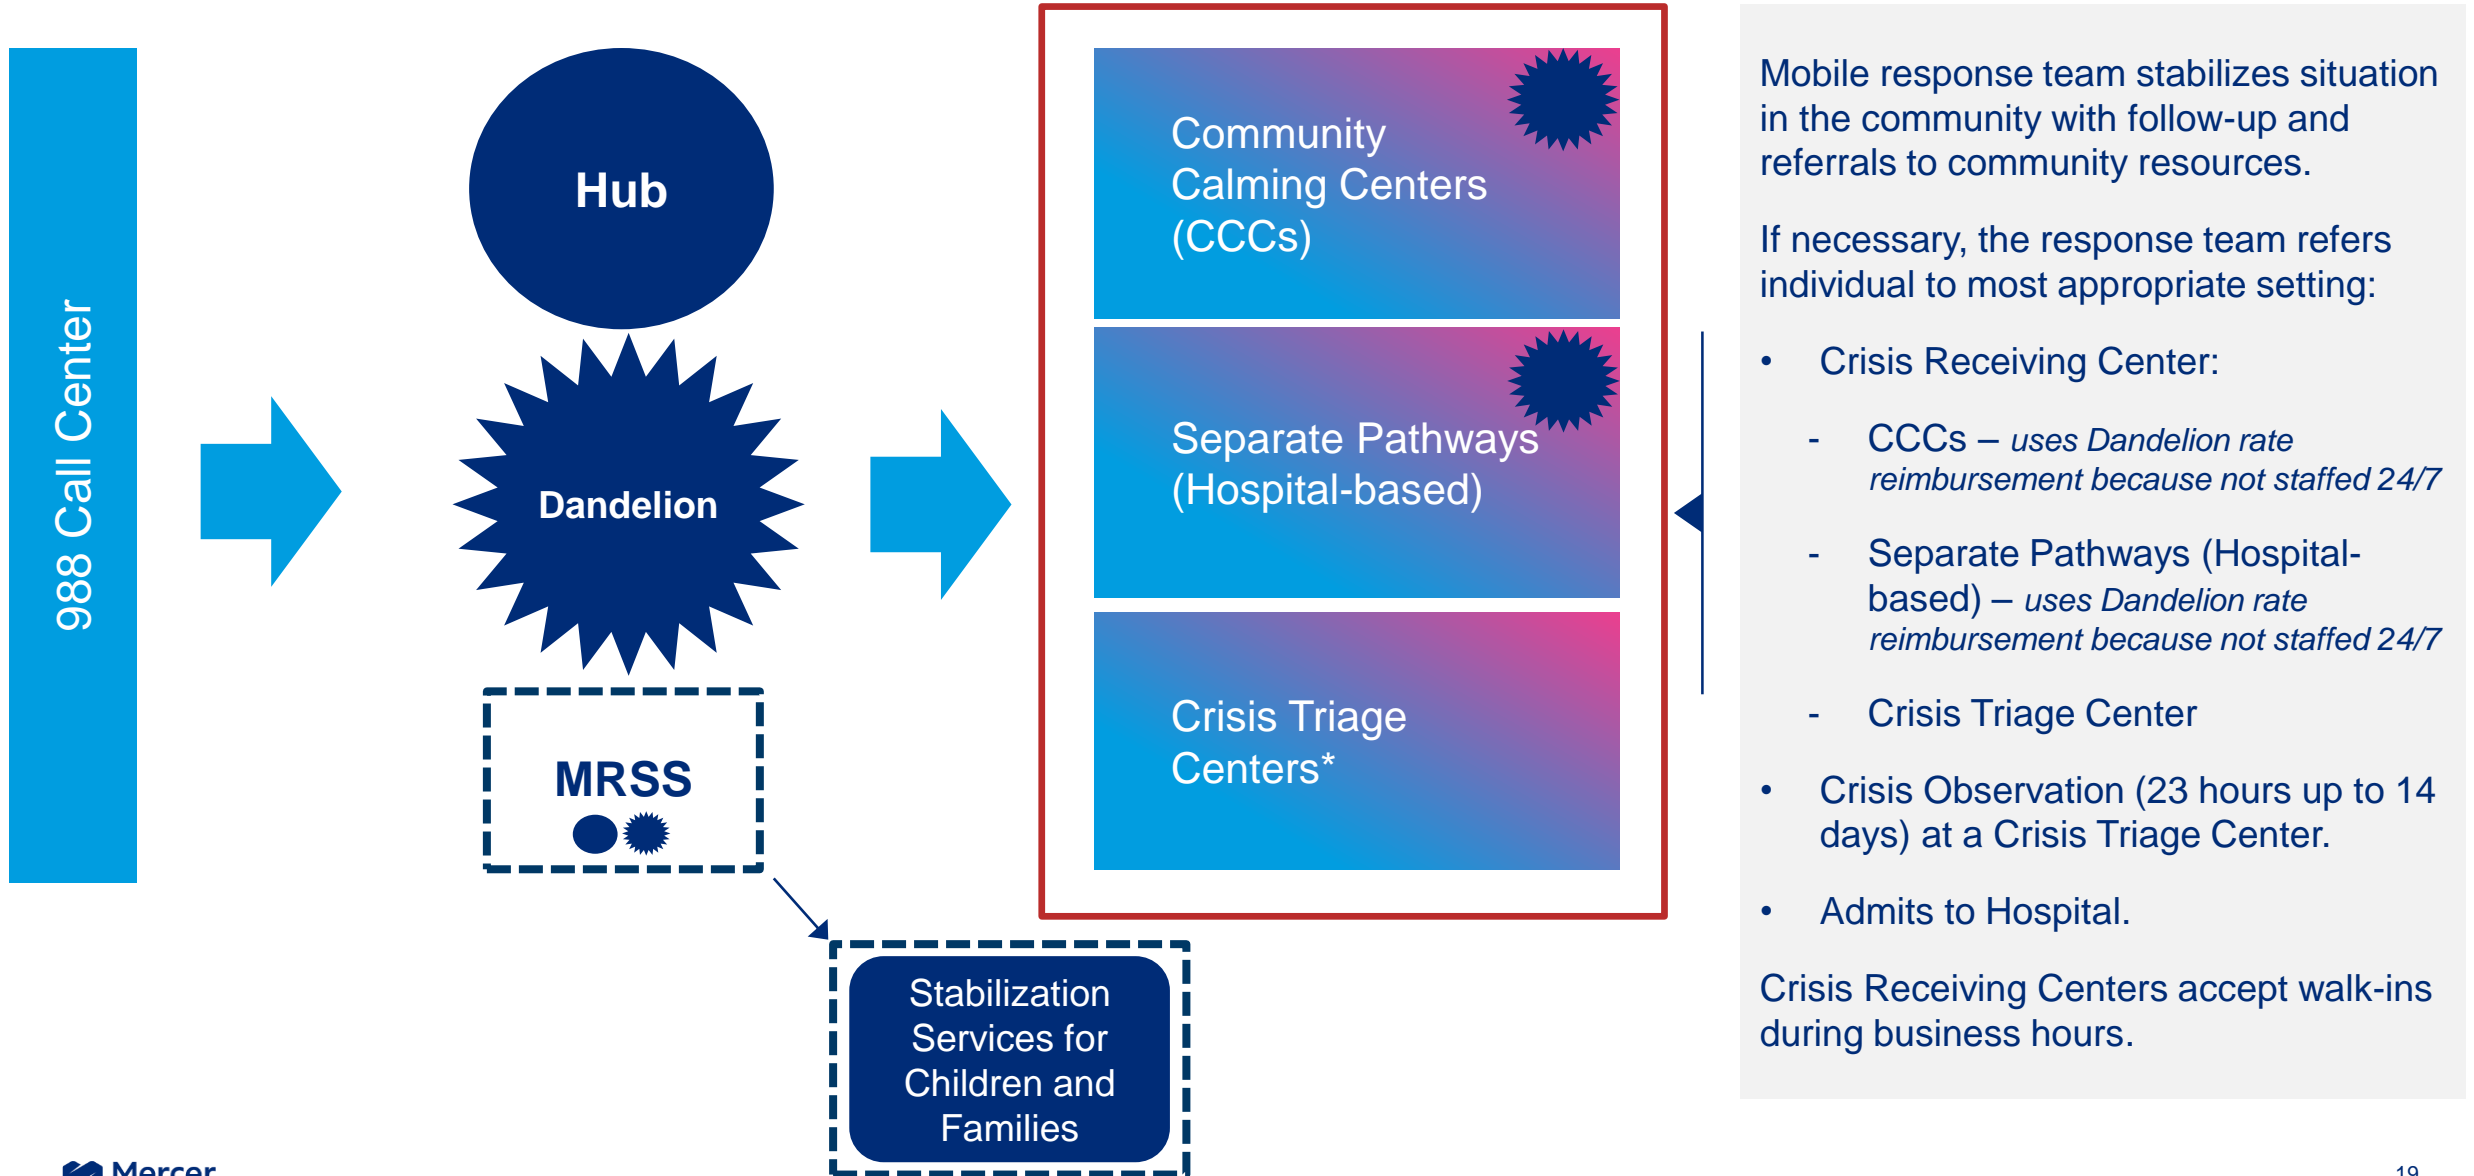 988 Call Center
Hub
Dandelion
MRSS
Stabilization
Services for
Children and
Families
Community
Calming Centers
(CCCs)
Separate Pathways
(Hospital-based)
Crisis Triage
Centers*
Mobile response team stabilizes situation
in the community with follow-up and
referrals to community resources.
If necessary, the response team refers
individual to most appropriate setting:
• Crisis Receiving Center:
- CCCs – uses Dandelion rate
reimbursement because not staffed 24/7
- Separate Pathways (Hospital-
based) – uses Dandelion rate
reimbursement because not staffed 24/7
- Crisis Triage Center
• Crisis Observation (23 hours up to 14
days) at a Crisis Triage Center.
• Admits to Hospital.
Crisis Receiving Centers accept walk-ins
during business hours.
Mercer
19